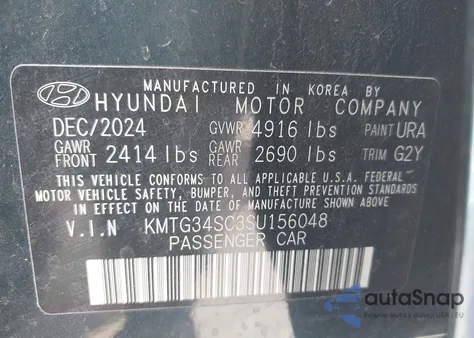 MANUFACTURED IN KOREA BY
HYUNDAI MOTOR COMPANY
DEC/2024 GVWR 4916 lbs PAINT URA
GAWR FRONT 2414 lbs GAWR REAR 2690 lbs TRIM G2Y
THIS VEHICLE CONFORMS TO ALL APPLICABLE U.S.A. FEDERAL
MOTOR VEHICLE SAFETY, BUMPER, AND THEFT PREVENTION STANDARDS
IN EFFECT ON THE DATE OF MANUFACTURE SHOWN ABOVE.
V.I.N KMTG34SC3SU156048
PASSENGER CAR
autoSnap